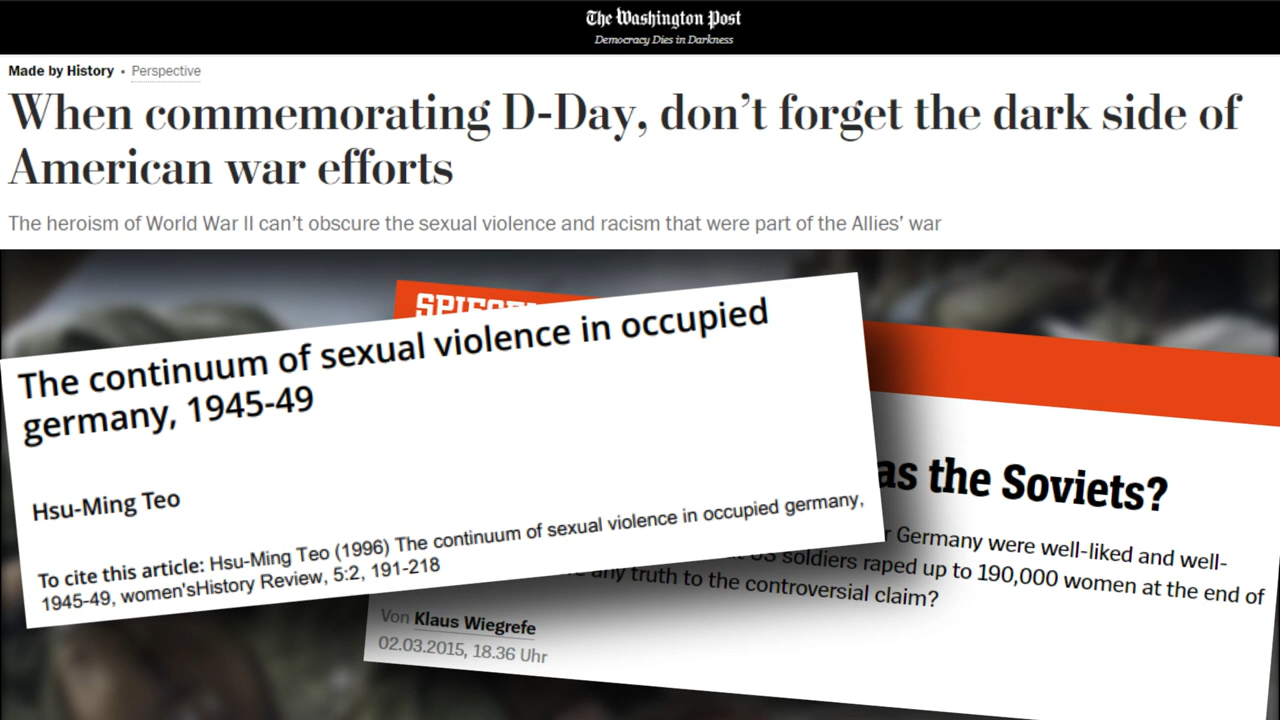 The Washington Post
Democracy Dies in Darkness
Made by History • Perspective
When commemorating D-Day, don’t forget the dark side of
American war efforts
The heroism of World War II can’t obscure the sexual violence and racism that were part of the Allies’ war
The continuum of sexual violence in occupied
germany, 1945-49
Hsu-Ming Teo
To cite this article: Hsu-Ming Teo (1996) The continuum of sexual violence in occupied germany,
1945-49, women'sHistory Review, 5:2, 191-218
as the Soviets?
Germany were well-liked and well-
US soldiers raped up to 190,000 women at the end of
any truth to the controversial claim?
Von Klaus Wiegrefe
02.03.2015, 18.36 Uhr